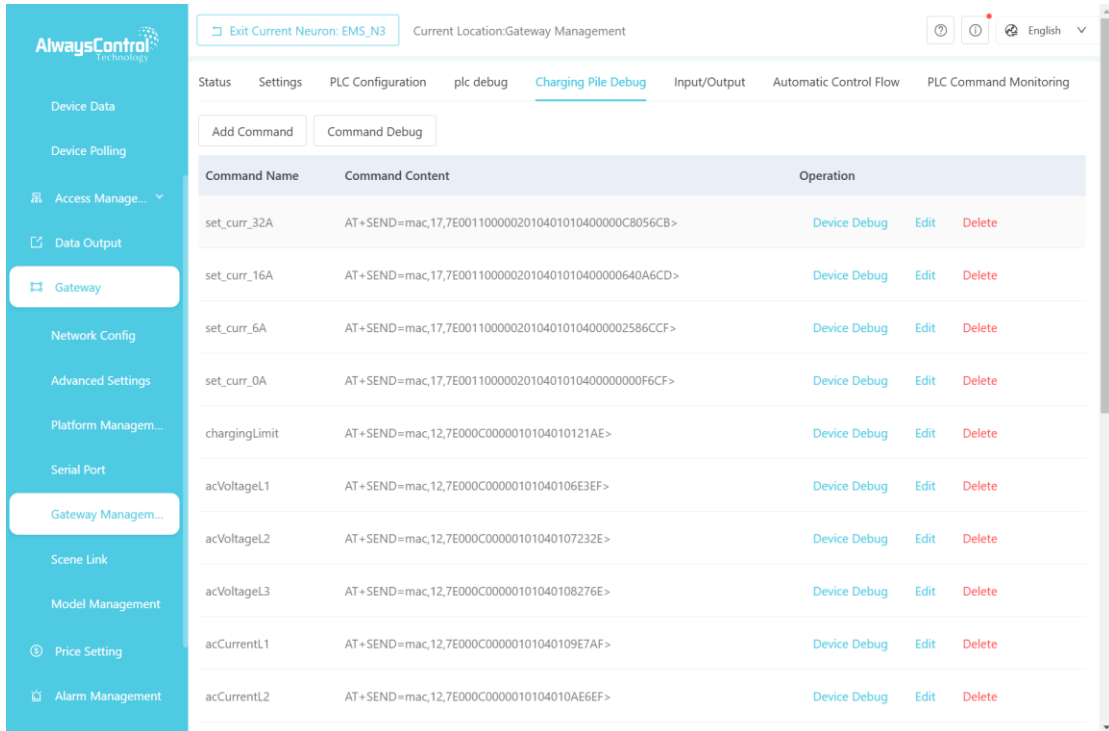 AlwaysControl
Technology
Exit Current Neuron: EMS_N3
Current Location:Gateway Management
English
Device Data
Device Polling
Access Manage...
Data Output
Gateway
Network Config
Advanced Settings
Platform Managem...
Serial Port
Gateway Managem...
Scene Link
Model Management
Price Setting
Alarm Management
Status Settings PLC Configuration plc debug Charging Pile Debug Input/Output Automatic Control Flow PLC Command Monitoring
Add Command Command Debug
Command Name Command Content Operation
set_curr_32A AT+SEND=mac,17,7E0011000002010401010400000C8056CB> Device Debug Edit Delete
set_curr_16A AT+SEND=mac,17,7E0011000002010401010400000640A6CD> Device Debug Edit Delete
set_curr_6A AT+SEND=mac,17,7E00110000020104010104000002586CCF> Device Debug Edit Delete
set_curr_0A AT+SEND=mac,17,7E0011000002010401010400000000F6CF> Device Debug Edit Delete
chargingLimit AT+SEND=mac,12,7E000C0000010104010121AE> Device Debug Edit Delete
acVoltageL1 AT+SEND=mac,12,7E000C00000101040106E3EF> Device Debug Edit Delete
acVoltageL2 AT+SEND=mac,12,7E000C00000101040107232E> Device Debug Edit Delete
acVoltageL3 AT+SEND=mac,12,7E000C00000101040108276E> Device Debug Edit Delete
acCurrentL1 AT+SEND=mac,12,7E000C00000101040109E7AF> Device Debug Edit Delete
acCurrentL2 AT+SEND=mac,12,7E000C0000010104010AE6EF> Device Debug Edit Delete